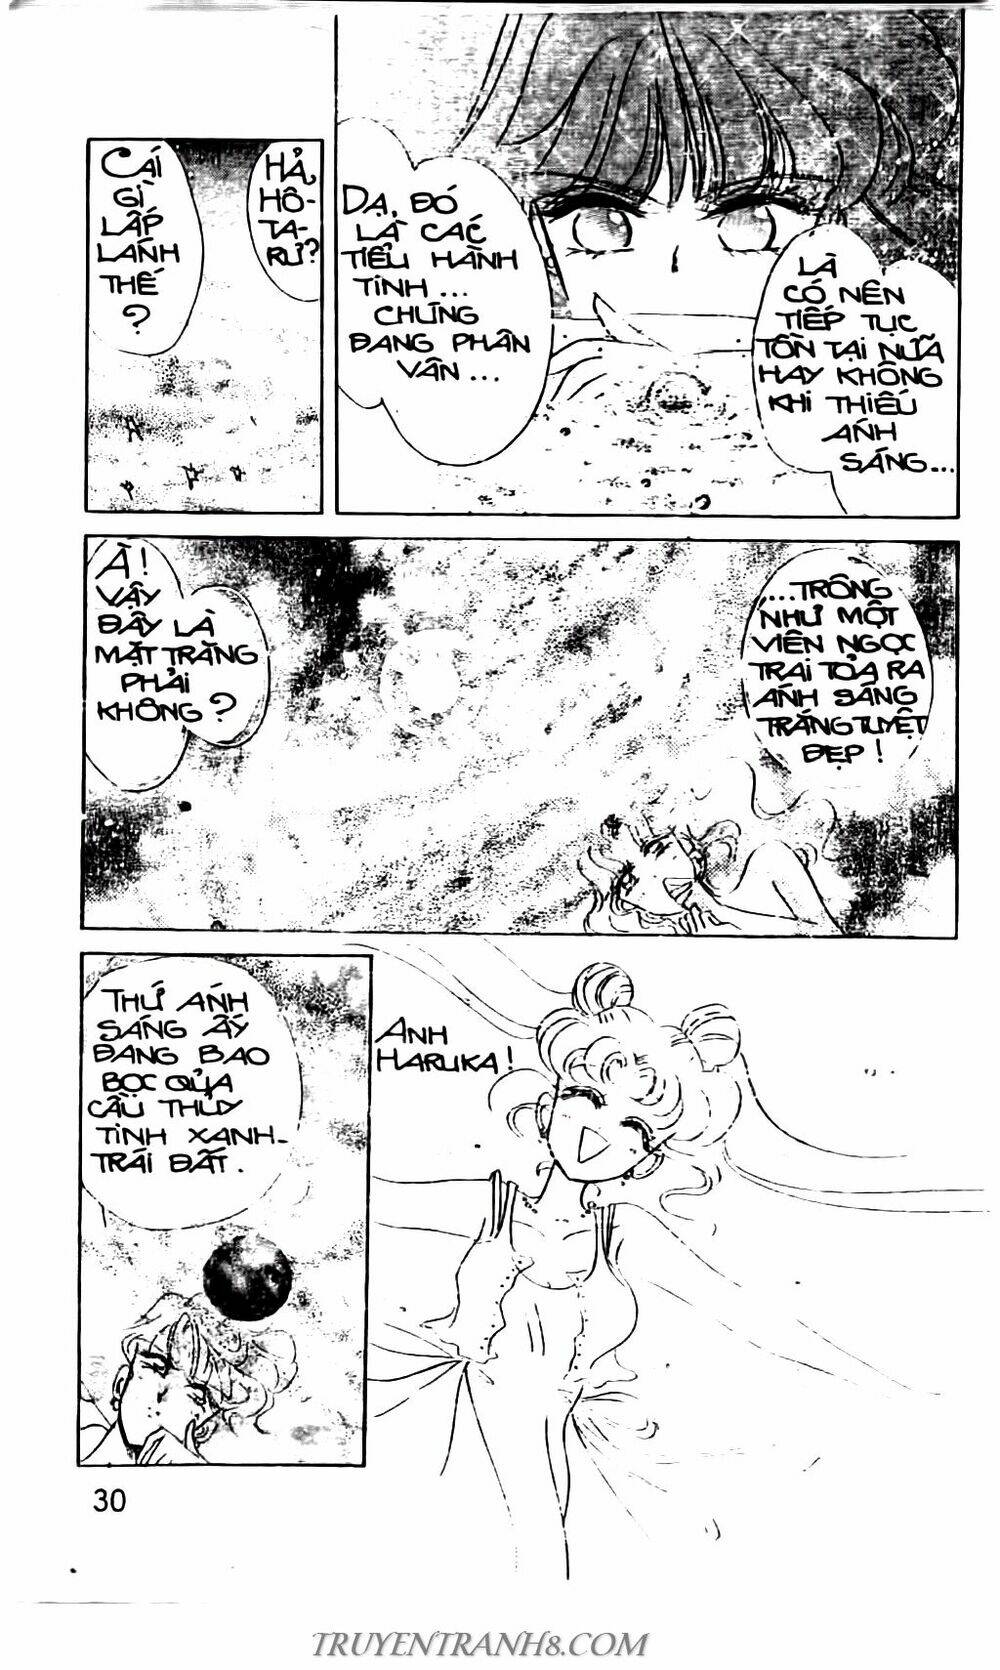 CÁI
GÌ
LẤP
LÁNH
THẾ
?
HẢ,
HÔ-
TA-
RƯ?
DẠ, ĐÓ
LÀ CÁC
TIỂU HÀNH
TINH...
CHÚNG
ĐANG PHÂN
VÂN...
LÀ
CÓ NÊN
TIẾP TỤC
TỒN TẠI NỮA
HAY KHÔNG
KHI THIẾU
ÁNH
SÁNG...
À!
VẬY
ĐÂY LÀ
MẶT TRĂNG
PHẢI
KHÔNG?
....TRÔNG
NHƯ MỘT
VIÊN NGỌC
TRAI TỎA RA
ÁNH SÁNG
TRẮNG TUYỆT
ĐẸP!
THỨ ÁNH
SÁNG ẤY
ĐANG BAO
BỌC QỦA
CẦU THỦY
TINH XANH-
TRÁI ĐẤT.
ANH
HARUKA!
30
TRUYENTRANH8.COM